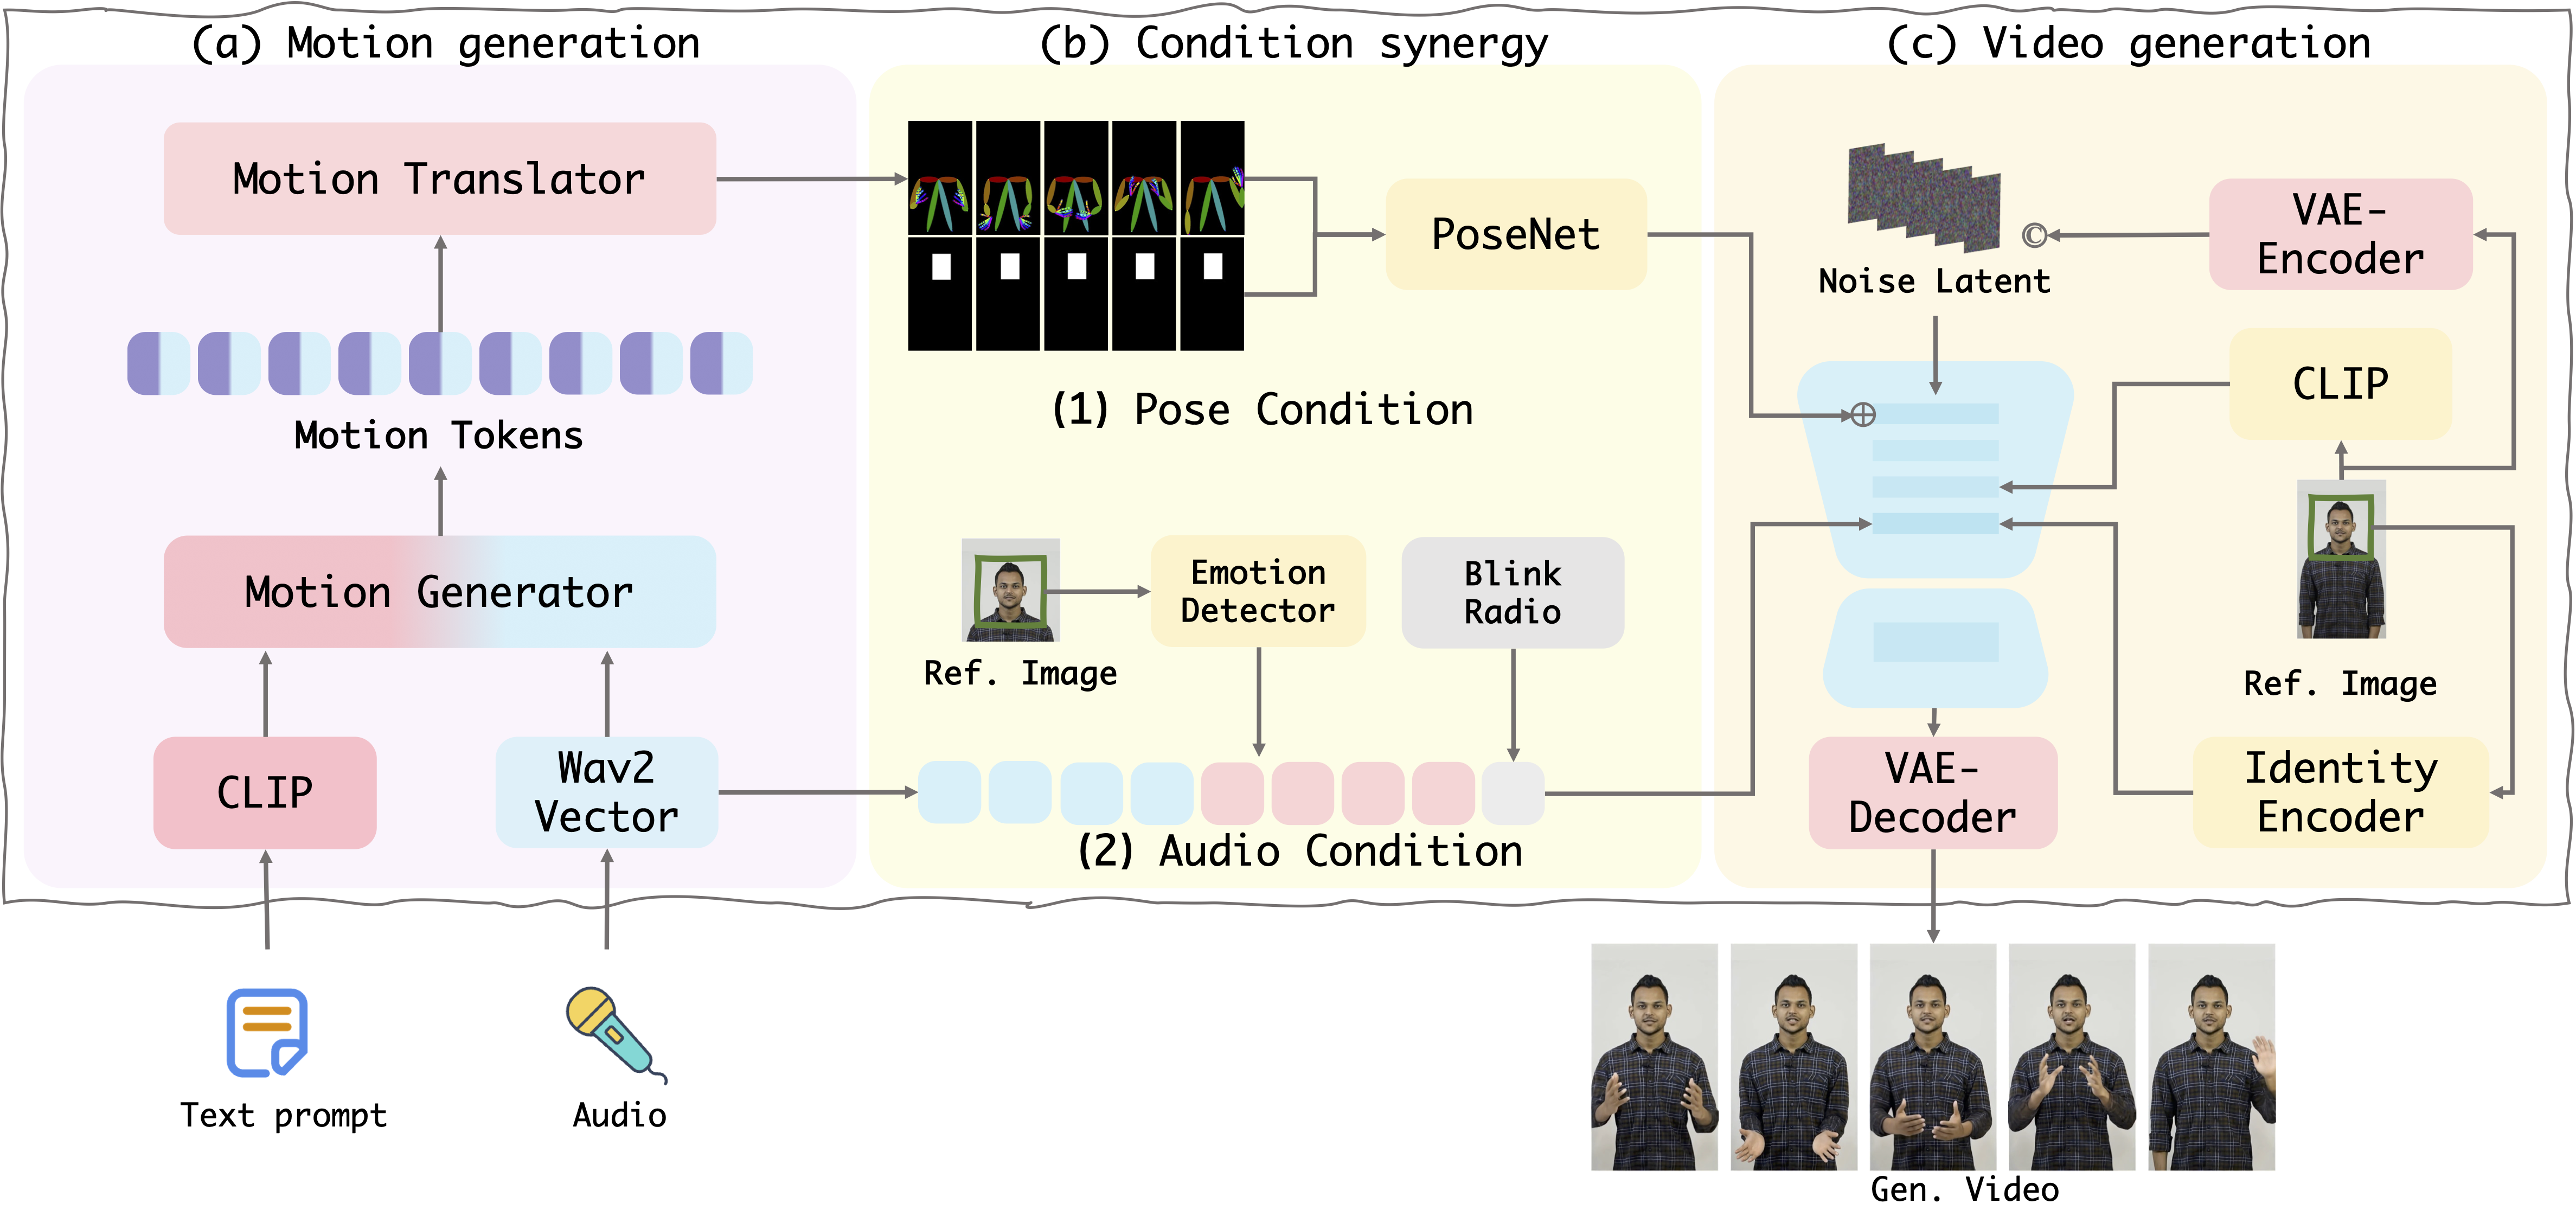 (a) Motion generation
Motion Translator
Motion Tokens
Motion Generator
CLIP
Wav2
Vector
Text prompt
Audio
(b) Condition synergy
PoseNet
(1) Pose Condition
Ref. Image
Emotion
Detector
Blink
Radio
(2) Audio Condition
(c) Video generation
Noise Latent
©
VAE-
Encoder
CLIP
Ref. Image
VAE-
Decoder
Identity
Encoder
Gen. Video